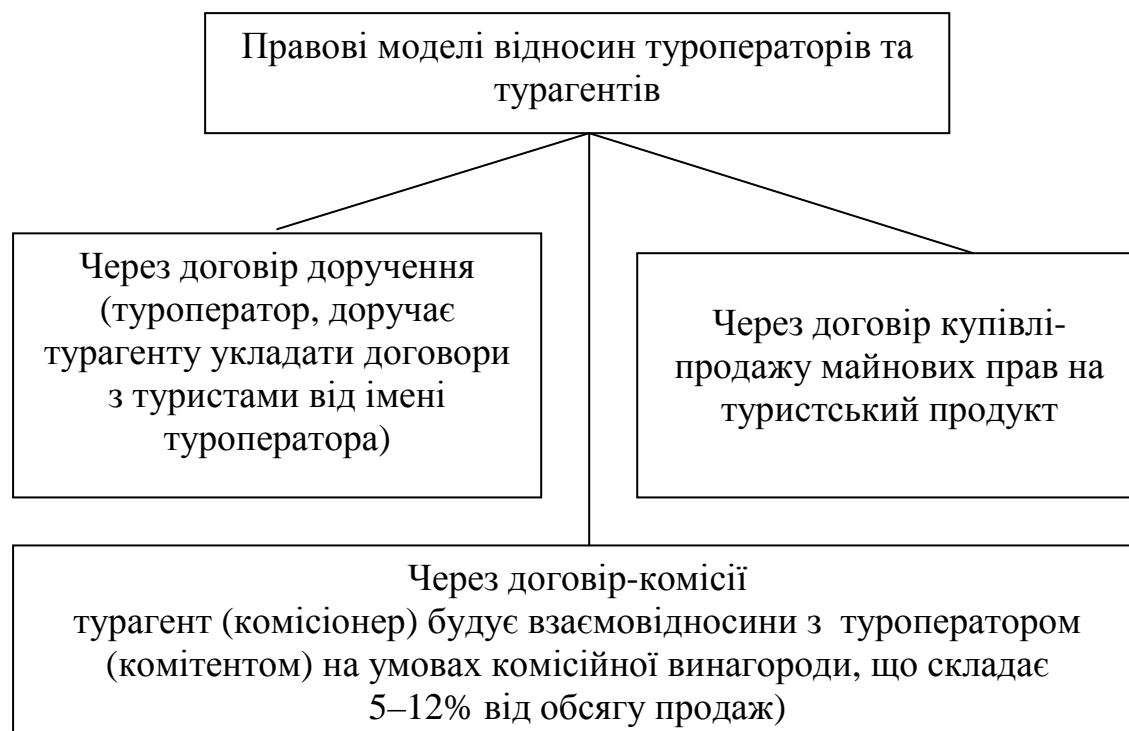 Правові моделі відносин туроператорів та
турагентів
Через договір доручення
(туроператор, доручає
турагенту укладати договори
з туристами від імені
туроператора)
Через договір купівлі-
продажу майнових прав на
туристський продукт
Через договір-комісії
турагент (комісіонер) будує взаємовідносини з туроператором
(комітентом) на умовах комісійної винагороди, що складає
5–12% від обсягу продаж)